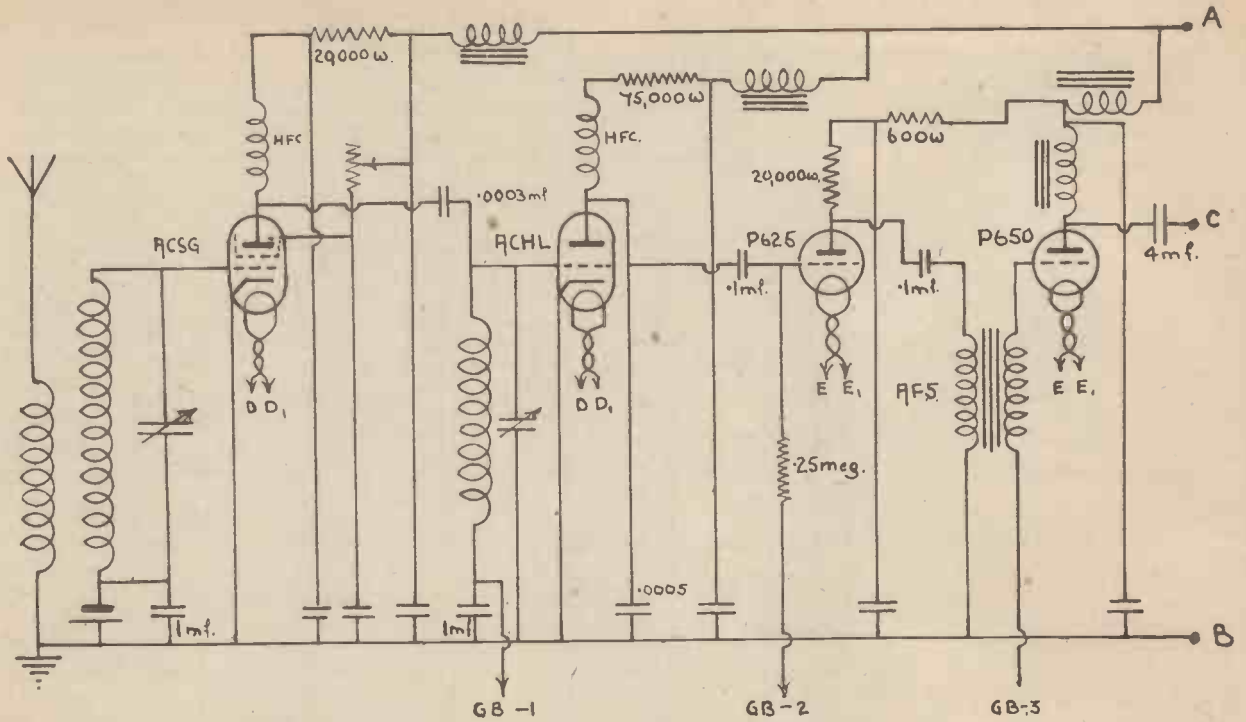 A
20,000 ω.
75,000 ω
HFC
HFC.
600 ω
20,000 ω.
.0003 mf
ACSG
ACHL
P625
P650
C
4 mf.
.1 mf.
.1 mf.
D D₁
D D₁
E E₁
E E₁
AF5.
.25 meg.
.0005
1 mf.
1 mf
B
GB -1
GB -2
GB -3